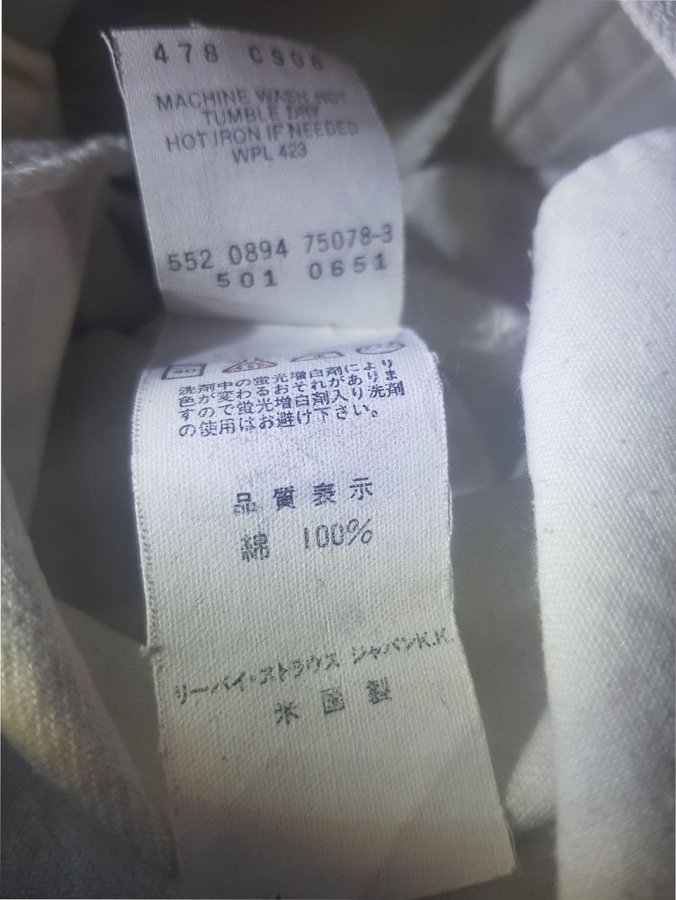 478 0906
MACHINE WASH HOT
TUMBLE DRY
HOT IRON IF NEEDED
WPL 423
552 0894 75078-3
501 0651
洗剤中の蛍光増白剤により
色が変わるおそれがありま
すので蛍光増白剤入り洗剤
の使用はお避け下さい。
品質表示
綿 100%
リーバイ・ストラウス ジャパンK.K.
米国製